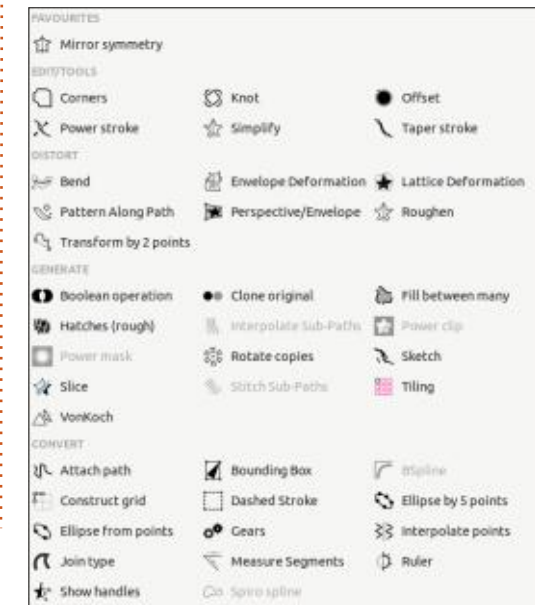 FAVOURITES
Mirror symmetry
EDIT/TOOLS
Corners Knot Offset
Power stroke Simplify Taper stroke
DISTORT
Bend Envelope Deformation Lattice Deformation
Pattern Along Path Perspective/Envelope Roughen
Transform by 2 points
GENERATE
Boolean operation Clone original Fill between many
Hatches (rough) Interpolate Sub-Paths Power clip
Power mask Rotate copies Sketch
Slice Stitch Sub-Paths Tiling
VonKoch
CONVERT
Attach path Bounding Box BSpline
Construct grid Dashed Stroke Ellipse by 5 points
Ellipse from points Gears Interpolate points
Join type Measure Segments Ruler
Show handles Spiro spline